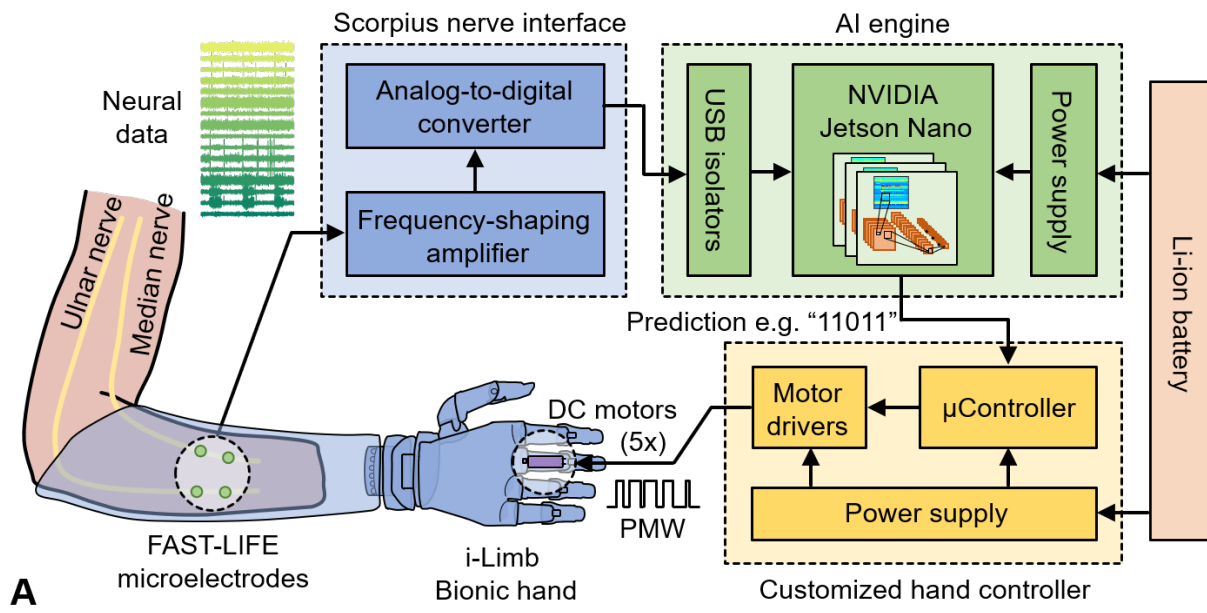 Scorpius nerve interface
AI engine
Neural
data
Analog-to-digital
converter
Frequency-shaping
amplifier
USB isolators
NVIDIA
Jetson Nano
Power supply
Li-ion battery
Ulnar nerve
Median nerve
Prediction e.g. “11011”
DC motors
(5x)
Motor
drivers
µController
Power supply
PMW
FAST-LIFE
microelectrodes
i-Limb
Bionic hand
Customized hand controller
A